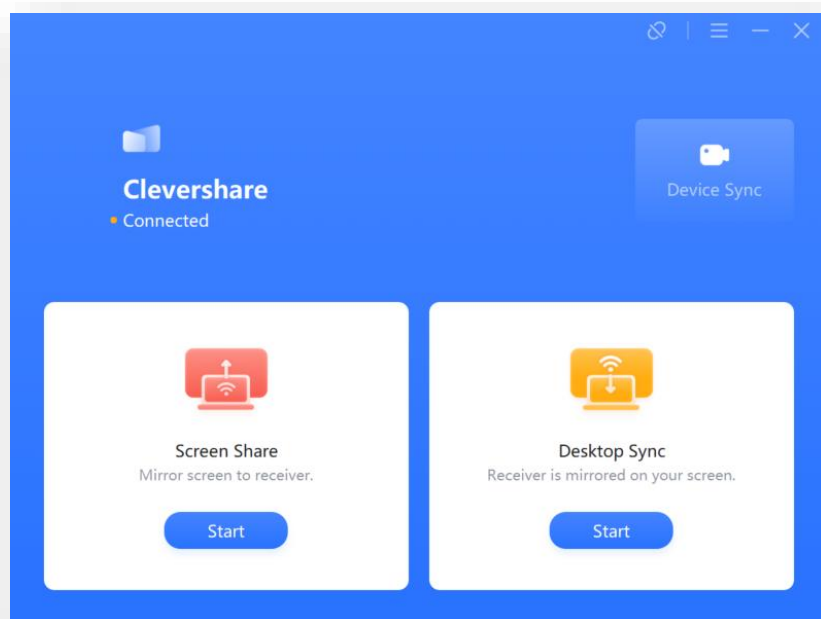 Clevershare
Connected
Device Sync
Screen Share
Mirror screen to receiver.
Start
Desktop Sync
Receiver is mirrored on your screen.
Start